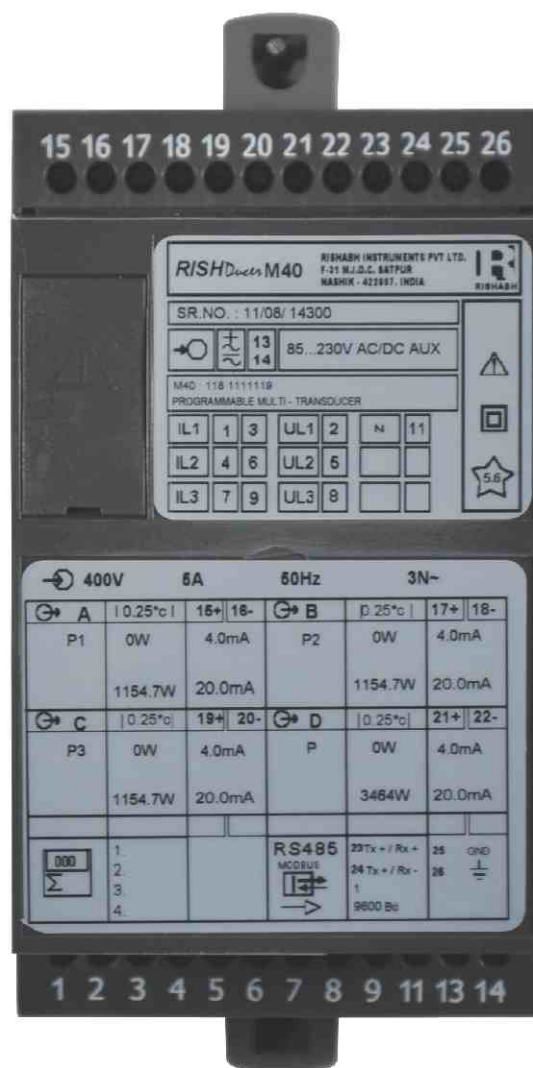 15 16 17 18 19 20 21 22 23 24 25 26
RISHDucer M40
RISHABH INSTRUMENTS PVT LTD.
F-31 M.I.D.C. SATPUR
NASHIK - 422007. INDIA
RISHABH
SR.NO. : 11/08/ 14300
13
14
85...230V AC/DC AUX
M40 : 118 1111119
PROGRAMMABLE MULTI - TRANSDUCER
IL1 1 3 UL1 2 N 11
IL2 4 6 UL2 5
IL3 7 9 UL3 8
5.6
400V 5A 50Hz 3N~
A |0.25*c| 15+ 16- B |0.25*c| 17+ 18-
P1 0W 4.0mA P2 0W 4.0mA
1154.7W 20.0mA 1154.7W 20.0mA
C |0.25*c| 19+ 20- D |0.25*c| 21+ 22-
P3 0W 4.0mA P 0W 4.0mA
1154.7W 20.0mA 3464W 20.0mA
000
Σ
1.
2.
3.
4.
RS485
MODBUS
23 Tx + / Rx + 25 GND
24 Tx + / Rx - 26
1
9600 Bd
1 2 3 4 5 6 7 8 9 11 13 14